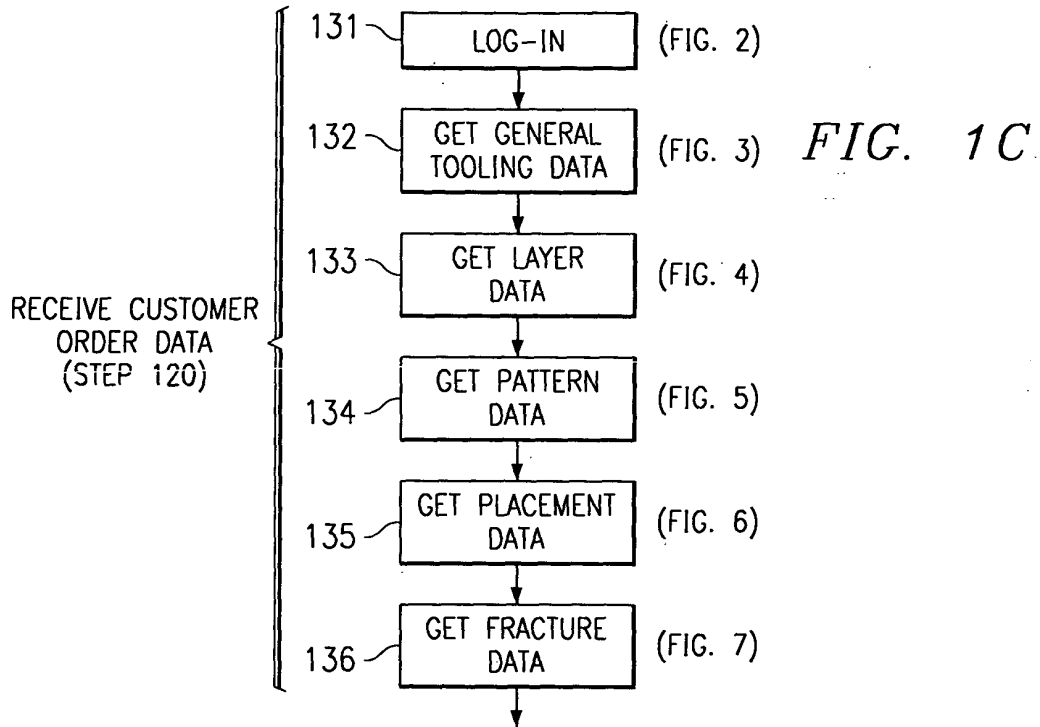 131
LOG-IN
(FIG. 2)
132
GET GENERAL
TOOLING DATA
(FIG. 3)
FIG. 1C
133
GET LAYER
DATA
(FIG. 4)
RECEIVE CUSTOMER
ORDER DATA
(STEP 120)
134
GET PATTERN
DATA
(FIG. 5)
135
GET PLACEMENT
DATA
(FIG. 6)
136
GET FRACTURE
DATA
(FIG. 7)